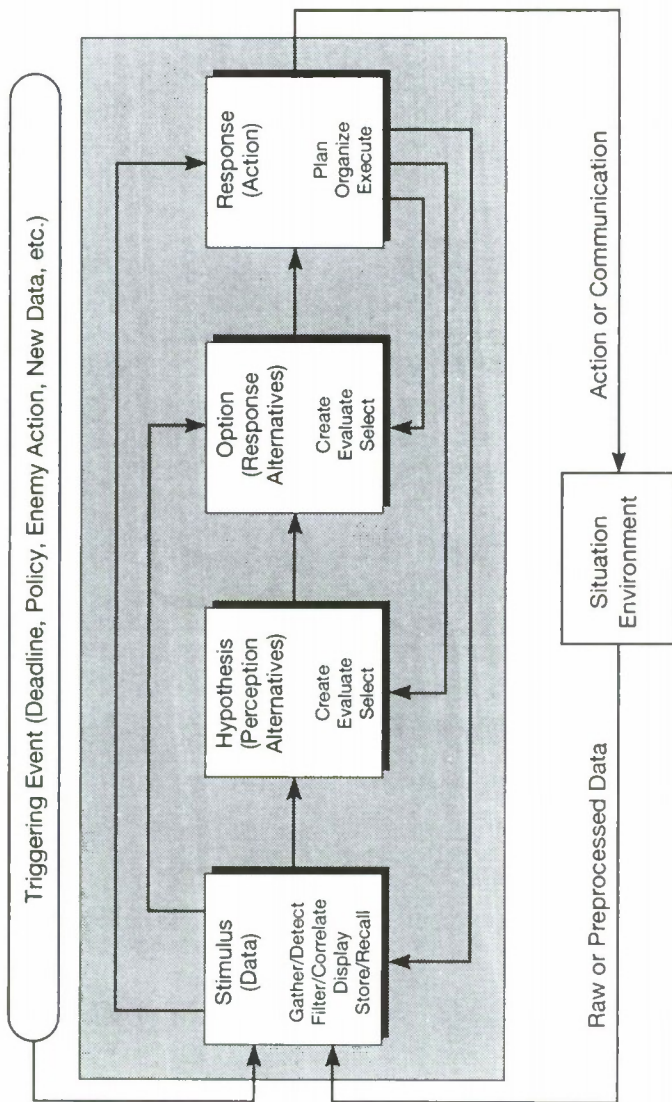 Triggering Event (Deadline, Policy, Enemy Action, New Data, etc.)
Stimulus
(Data)
Gather/Detect
Filter/Correlate
Display
Store/Recall
Hypothesis
(Perception
Alternatives)
Create
Evaluate
Select
Option
(Response
Alternatives)
Create
Evaluate
Select
Response
(Action)
Plan
Organize
Execute
Raw or Preprocessed Data
Situation
Environment
Action or Communication